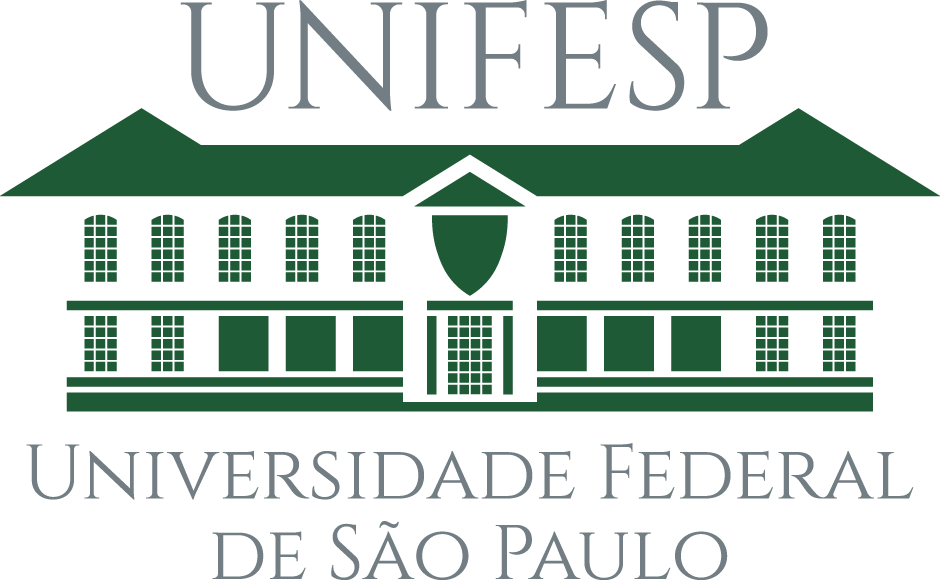 UNIFESP
UNIVERSIDADE FEDERAL
DE SÃO PAULO